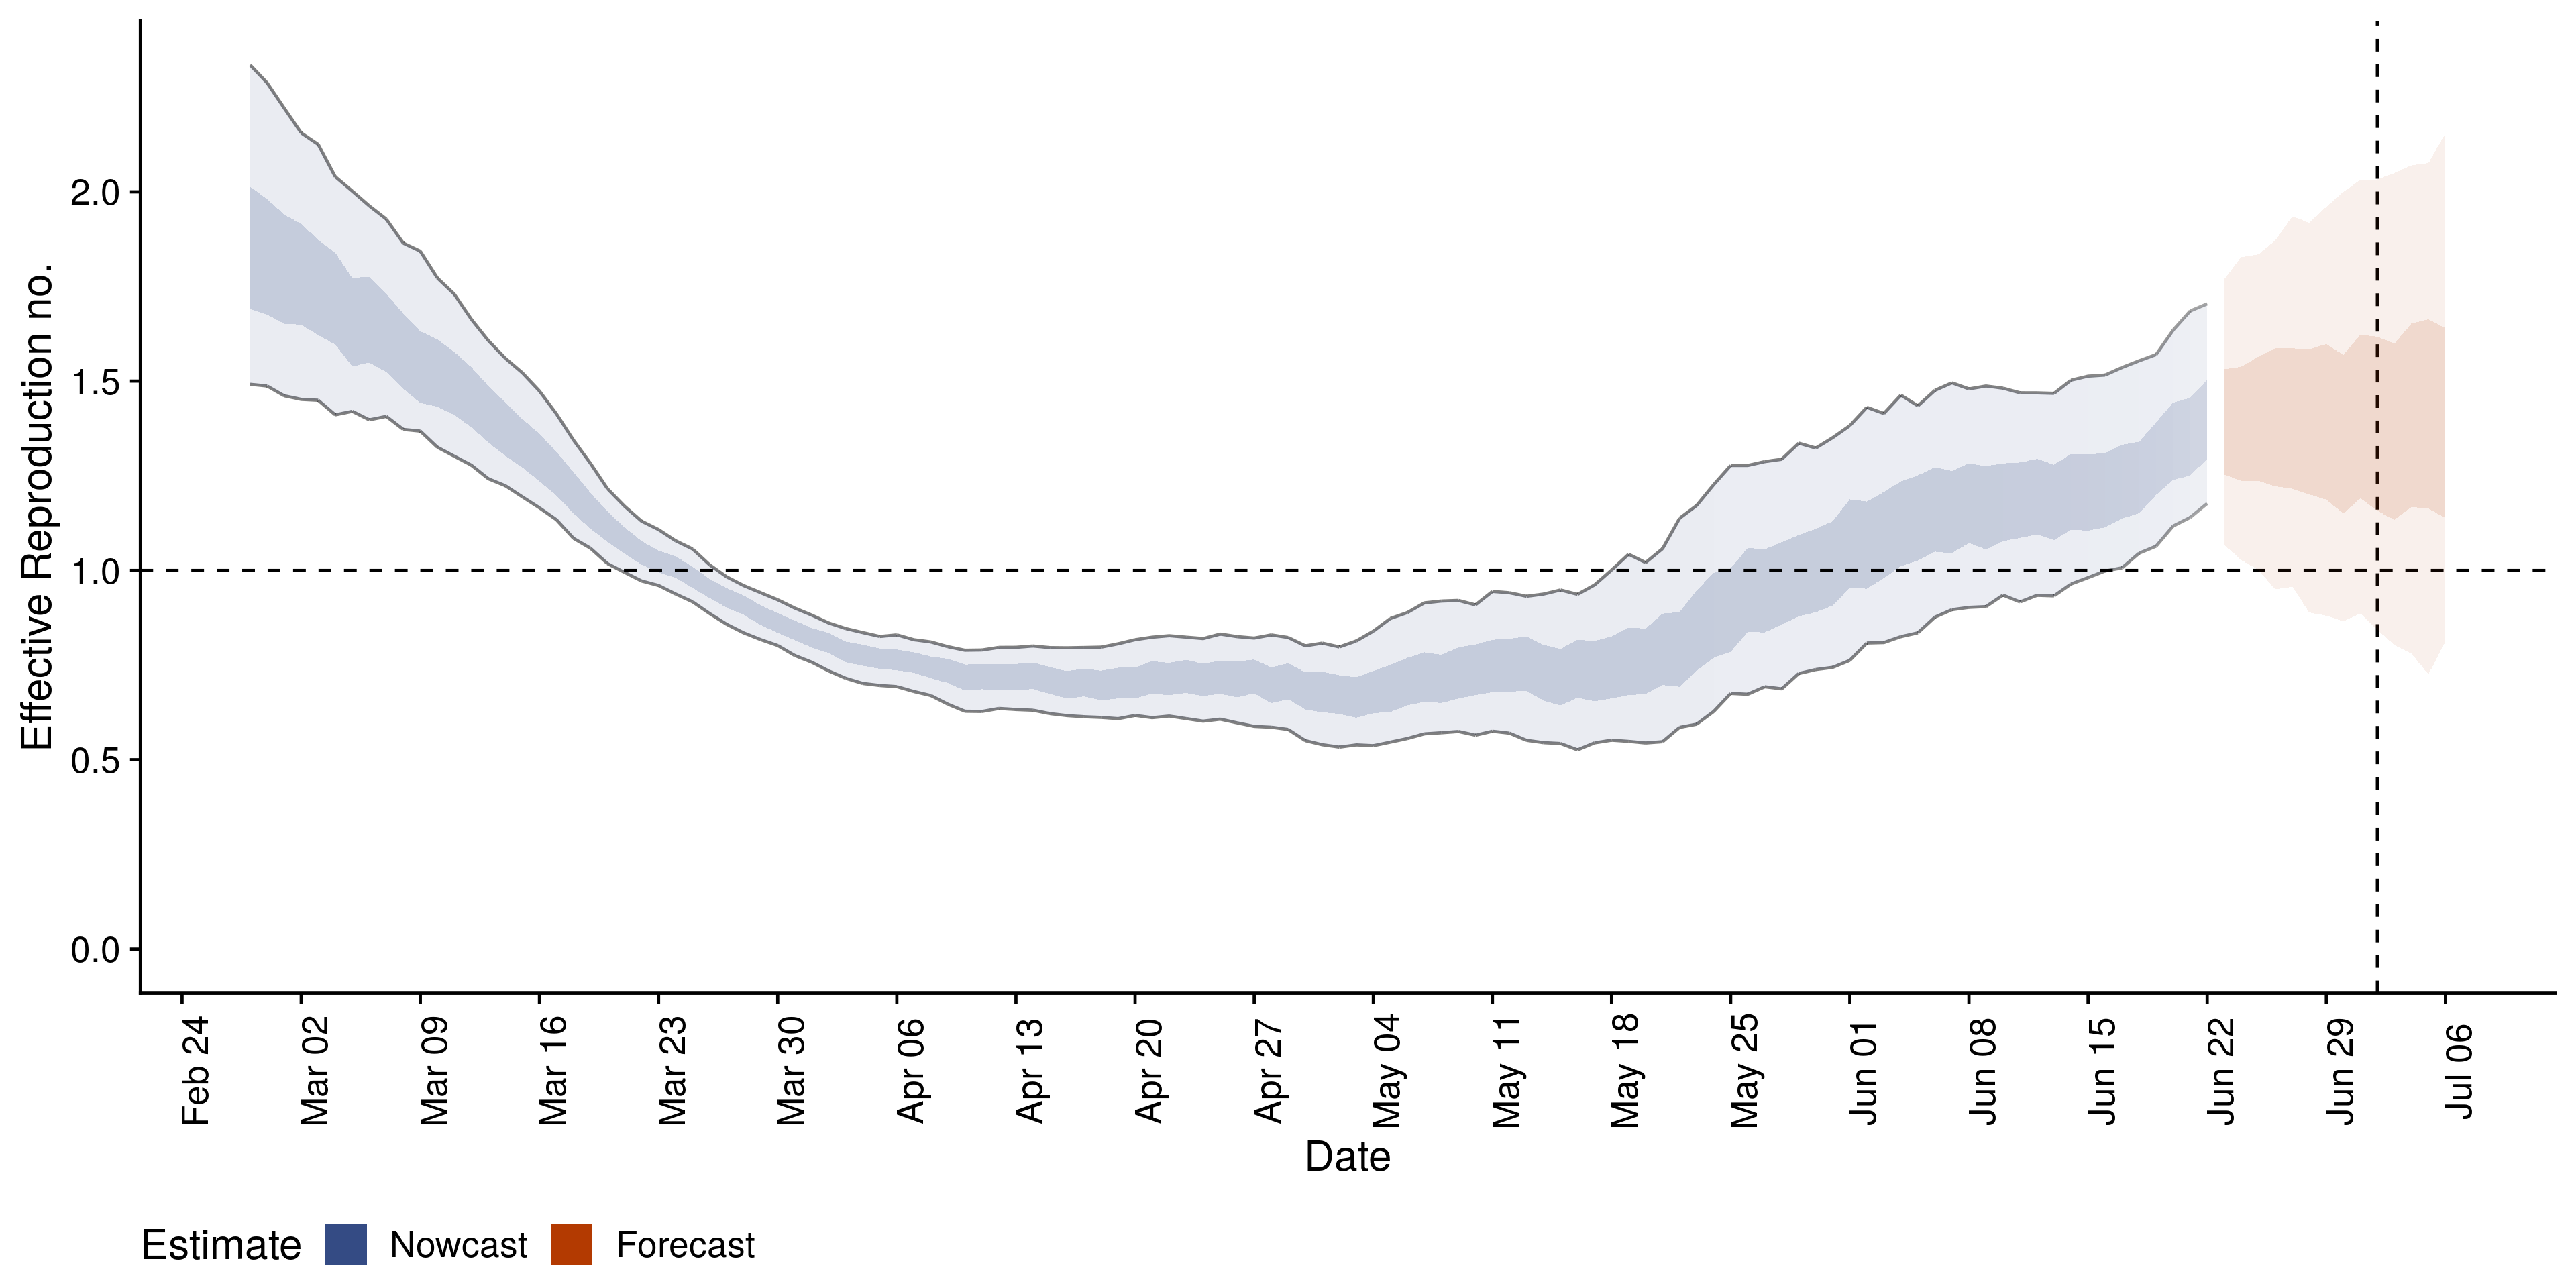 Effective Reproduction no.
2.0
1.5
1.0
0.5
0.0
Feb 24
Mar 02
Mar 09
Mar 16
Mar 23
Mar 30
Apr 06
Apr 13
Apr 20
Apr 27
May 04
May 11
May 18
May 25
Jun 01
Jun 08
Jun 15
Jun 22
Jun 29
Jul 06
Date
Estimate Nowcast Forecast